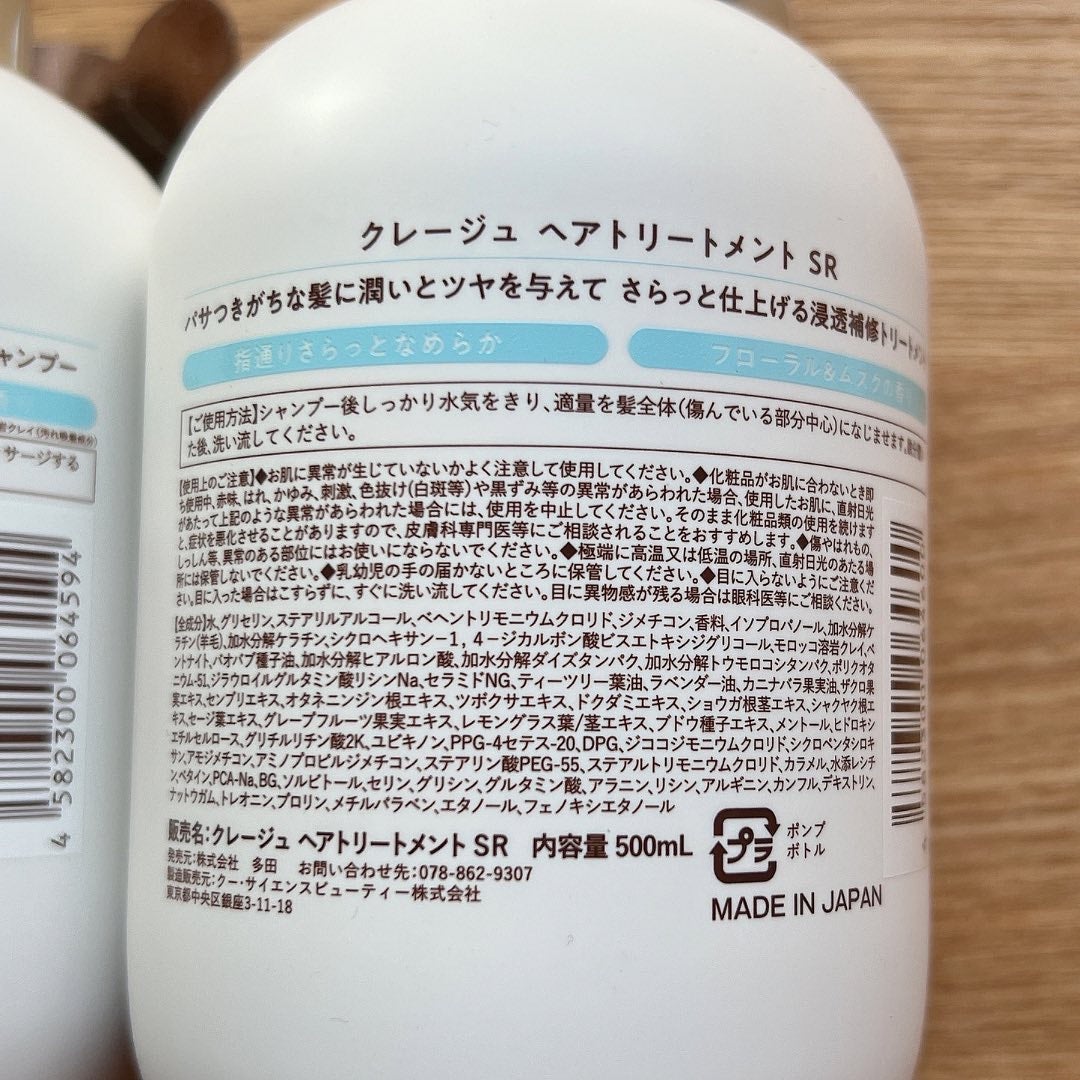 クレージュ ヘアトリートメント SR
パサつきがちな髪に潤いとツヤを与えて さらっと仕上げる浸透補修トリートメント
指通りさらっとなめらか
フローラル&ムスクの香り
【ご使用方法】シャンプー後しっかり水気をきり、適量を髪全体(傷んでいる部分中心)になじませます。
た後、洗い流してください。
【使用上のご注意】◆お肌に異常が生じていないかよく注意して使用してください。◆化粧品がお肌に合わないとき即
ち使用中、赤味、はれ、かゆみ、刺激、色抜け(白斑等)や黒ずみ等の異常があらわれた場合、使用したお肌に、直射日光
があたって上記のような異常があらわれた場合には、使用を中止してください。そのまま化粧品類の使用を続けます
と、症状を悪化させることがありますので、皮膚科専門医等にご相談されることをおすすめします。◆傷やはれもの、
しっしん等、異常のある部位にはお使いにならないでください。◆極端に高温又は低温の場所、直射日光のあたる場
所には保管しないでください。◆乳幼児の手の届かないところに保管してください。◆目に入らないようにご注意くだ
さい。目に入った場合はこすらずに、すぐに洗い流してください。目に異物感が残る場合は眼科医等にご相談ください。
【全成分】水、グリセリン、ステアリルアルコール、ベヘントリモニウムクロリド、ジメチコン、香料、イソプロパノール、加水分解ケ
ラチン(羊毛)、加水分解ケラチン、シクロヘキサン-1,4-ジカルボン酸ビスエトキシジグリコール、モロッコ溶岩クレイ、ベ
ントナイト、バオバブ種子油、加水分解ヒアルロン酸、加水分解ダイズタンパク、加水分解トウモロコシタンパク、ポリクオタ
ニウム-51、ジラウロイルグルタミン酸リシンNa、セラミドNG、ティーツリー葉油、ラベンダー油、カニナバラ果実油、ザクロ果
実エキス、センブリエキス、オタネニンジン根エキス、ツボクサエキス、ドクダミエキス、ショウガ根茎エキス、シャクヤク根エ
キス、セージ葉エキス、グレープフルーツ果実エキス、レモングラス葉/茎エキス、ブドウ種子エキス、メントール、ヒドロキシ
エチルセルロース、グリチルリチン酸2K、ユビキノン、PPG-4セテス-20、DPG、ジココジモニウムクロリド、シクロペンタシロキ
サン、アモジメチコン、アミノプロピルジメチコン、ステアリン酸PEG-55、ステアルトリモニウムクロリド、カラメル、水添レシチ
ン、ベタイン、PCA-Na、BG、ソルビトール、セリン、グリシン、グルタミン酸、アラニン、リシン、アルギニン、カンフル、デキストリン、
ナットウガム、トレオニン、プロリン、メチルパラベン、エタノール、フェノキシエタノール
販売名:クレージュ ヘアトリートメント SR 内容量 500mL
発売元:株式会社 多田 お問い合わせ先:078-862-9307
製造販売元:クー・サイエンスビューティー株式会社
東京都中央区銀座3-11-18
プラ
ポンプ
ボトル
MADE IN JAPAN
ャンプー
サージする
4 582300 064594